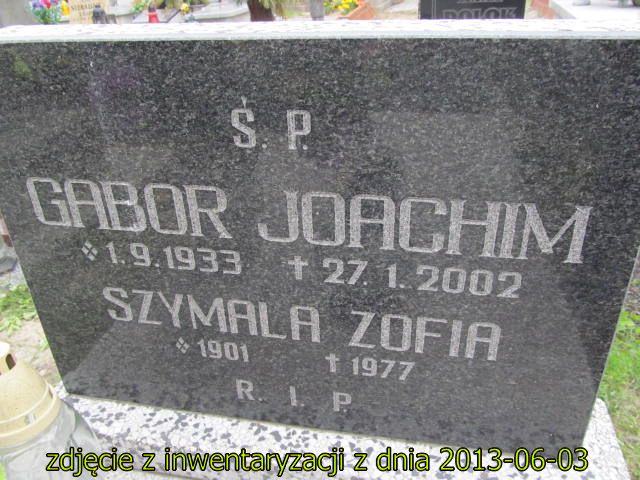 Ś. P.
GABOR JOACHIM
1.9.1933 † 27.1.2002
SZYMALA ZOFIA
1901 † 1977
R. I. P.
zdjęcie z inwentaryzacji z dnia 2013-06-03